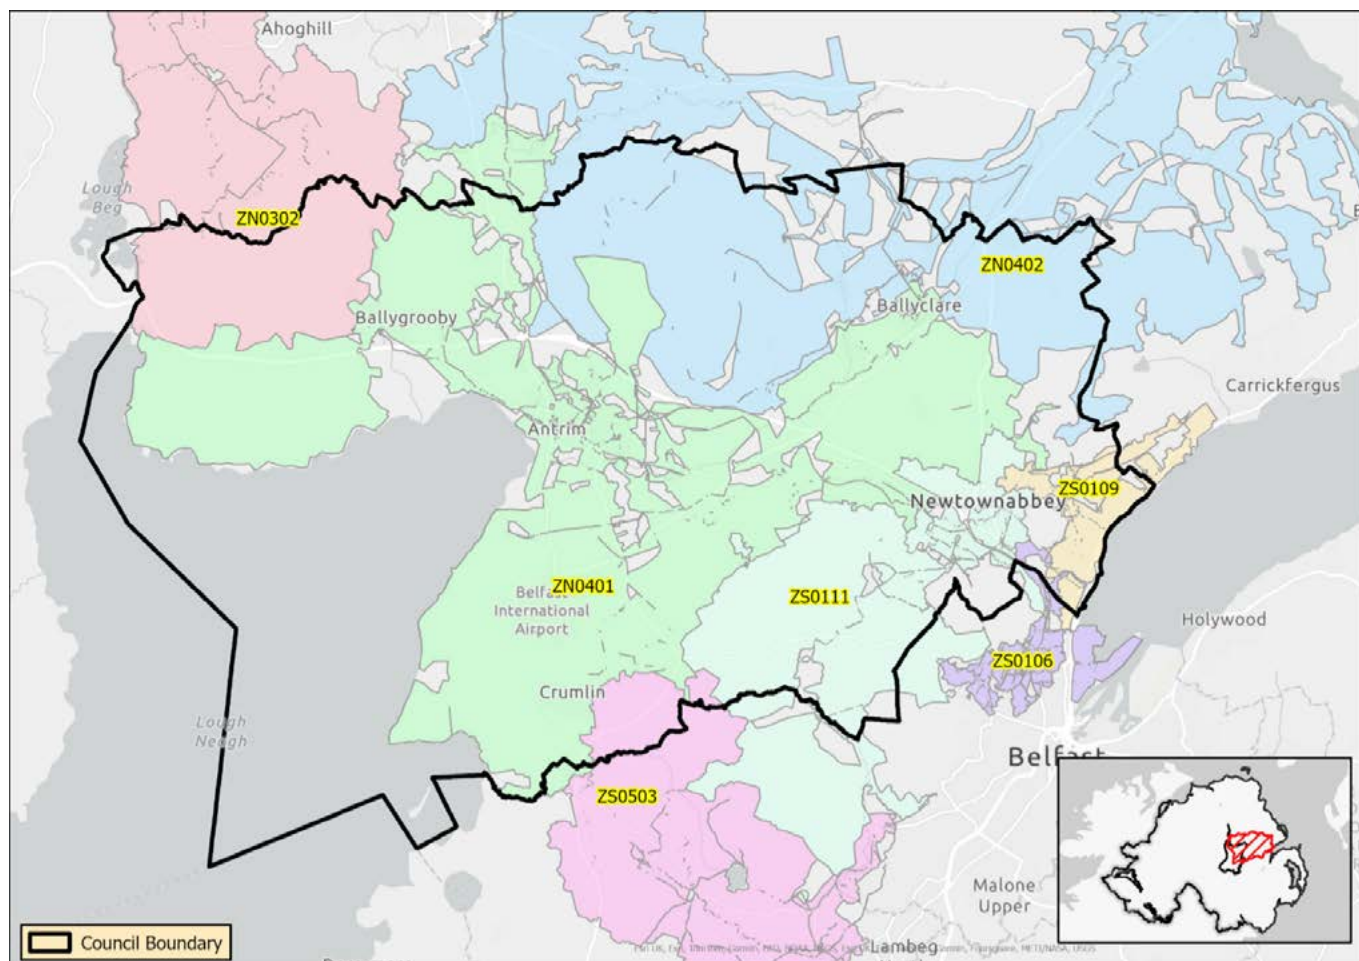 Ahoghill
Lough
Beg
ZN0302
ZN0402
Ballyclare
Ballygrooby
Carrickfergus
Antrim
ZS0109
Newtownabbey
ZN0401
ZS0111
Belfast
International
Airport
Holywood
ZS0106
Crumlin
Lough
Neagh
Belfast
ZS0503
Malone
Upper
Council Boundary
Lambeg